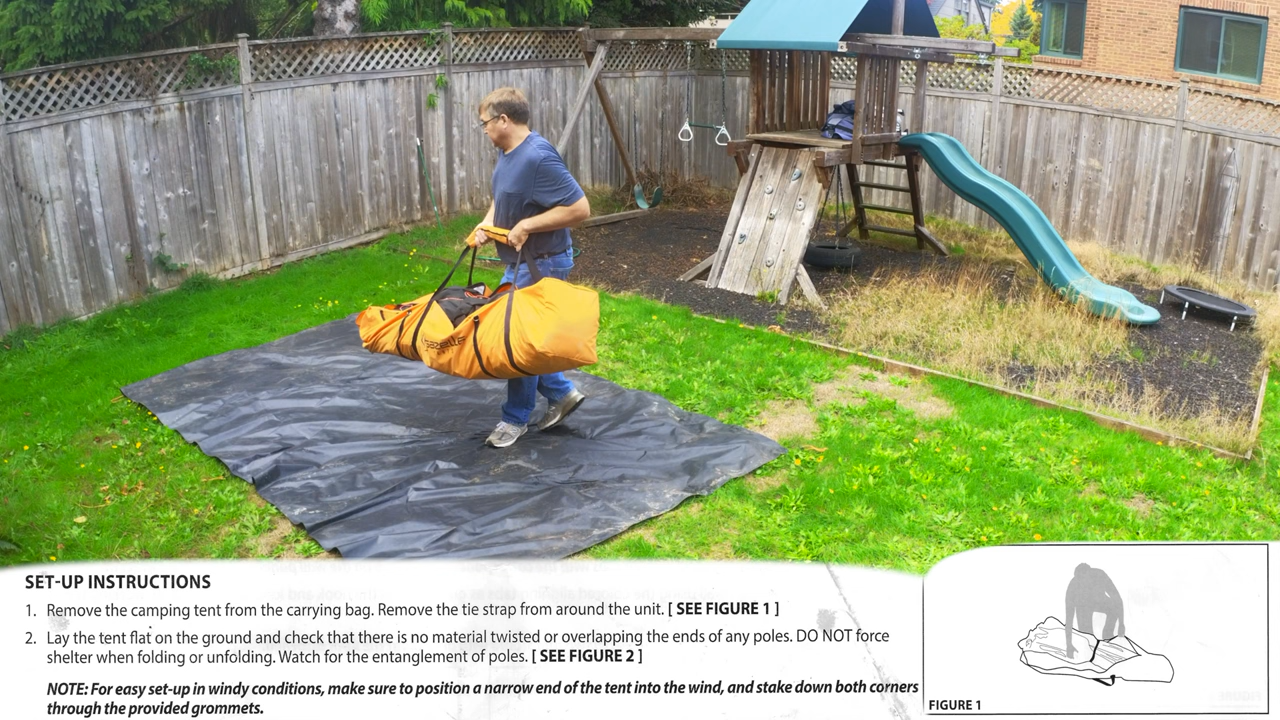 Gazelle
SET-UP INSTRUCTIONS
1. Remove the camping tent from the carrying bag. Remove the tie strap from around the unit. [ SEE FIGURE 1 ]
2. Lay the tent flat on the ground and check that there is no material twisted or overlapping the ends of any poles. DO NOT force
shelter when folding or unfolding. Watch for the entanglement of poles. [ SEE FIGURE 2 ]
NOTE: For easy set-up in windy conditions, make sure to position a narrow end of the tent into the wind, and stake down both corners
through the provided grommets.
FIGURE 1